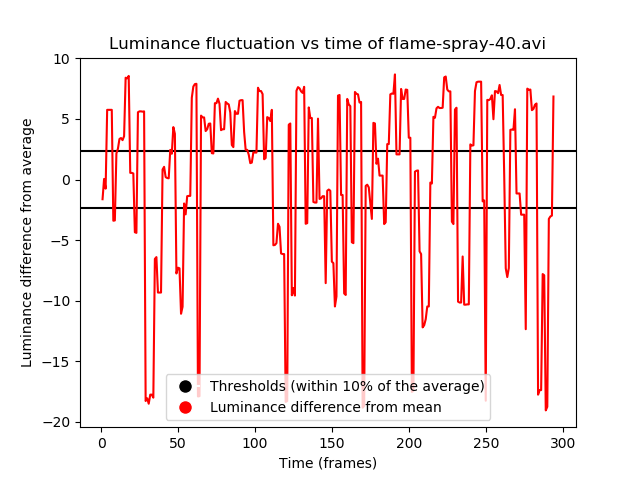 Luminance fluctuation vs time of flame-spray-40.avi
Luminance difference from average
10
5
0
−5
−10
−15
−20
Thresholds (within 10% of the average)
Luminance difference from mean
0 50 100 150 200 250 300
Time (frames)